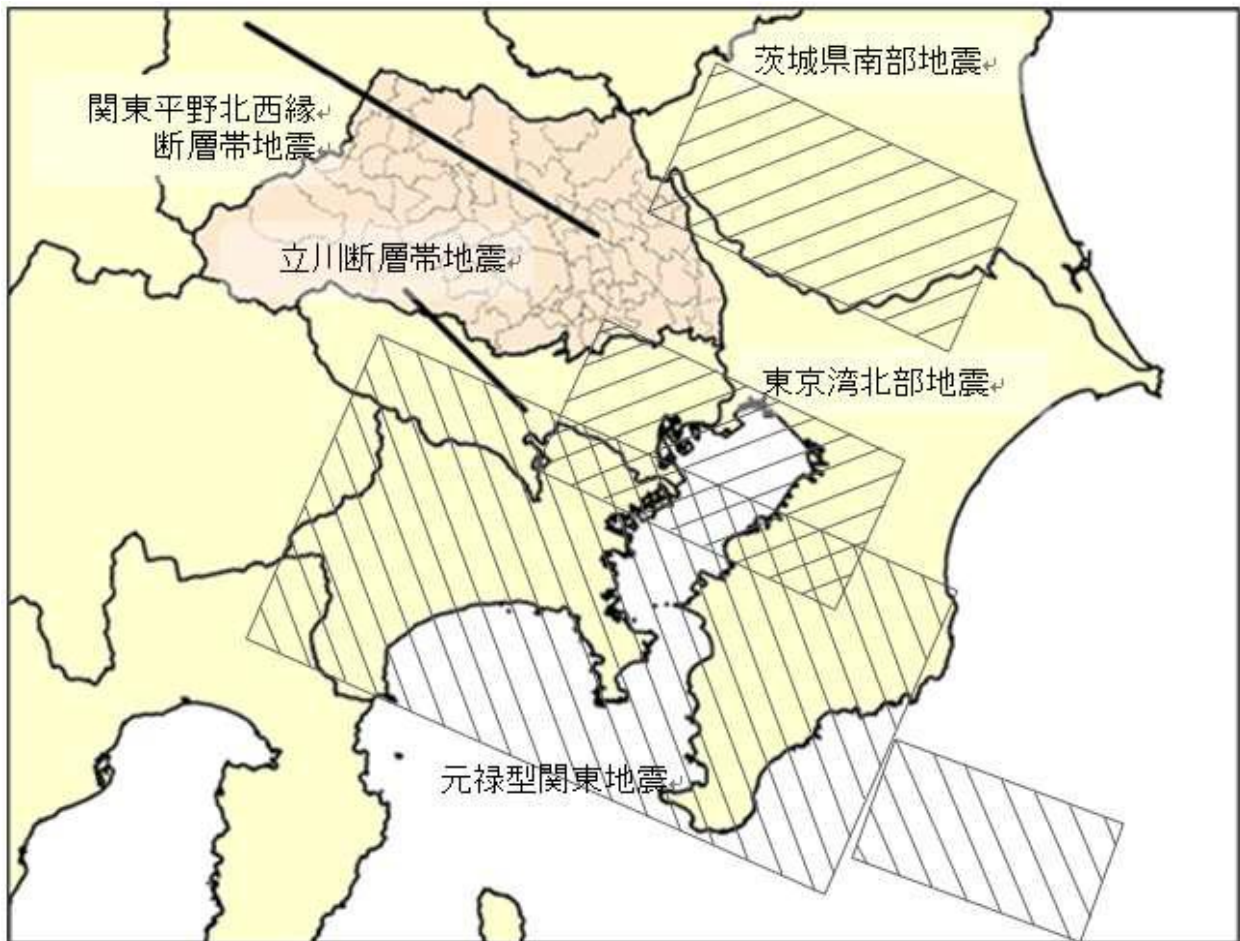 茨城県南部地震
関東平野北西縁
断層帯地震
立川断層帯地震
東京湾北部地震
元禄型関東地震